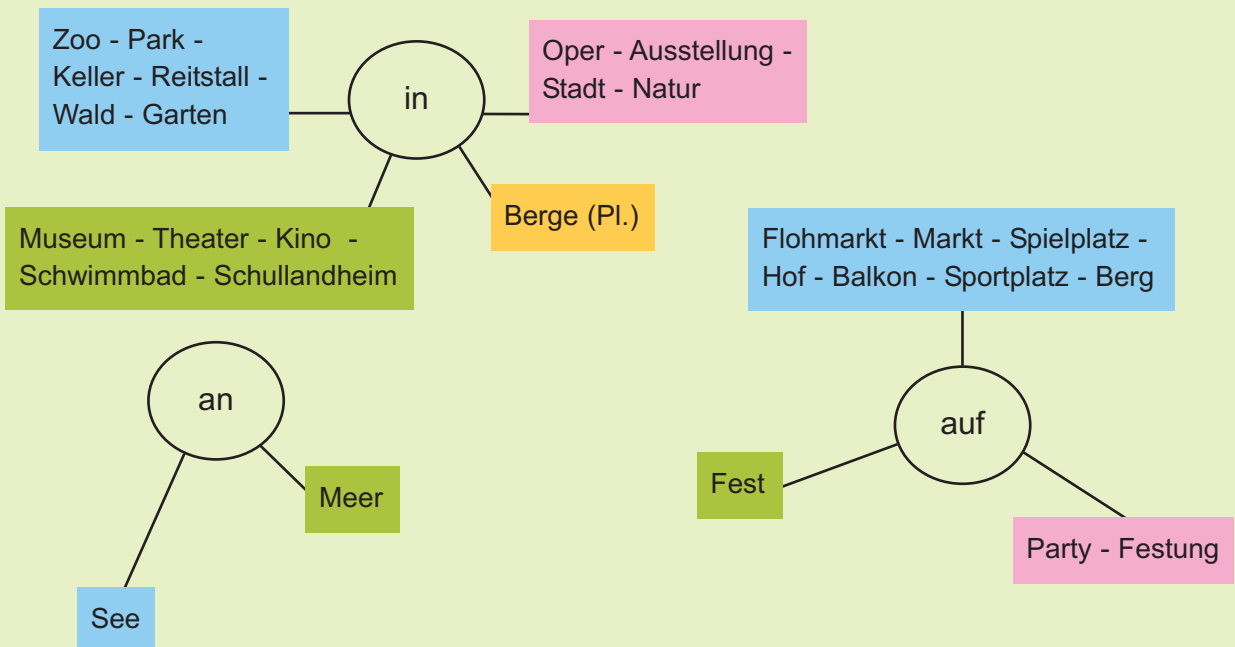 Zoo - Park -
Keller - Reitstall -
Wald - Garten
in
Oper - Ausstellung -
Stadt - Natur
Museum - Theater - Kino -
Schwimmbad - Schullandheim
Berge (Pl.)
Flohmarkt - Markt - Spielplatz -
Hof - Balkon - Sportplatz - Berg
an
Meer
See
auf
Fest
Party - Festung